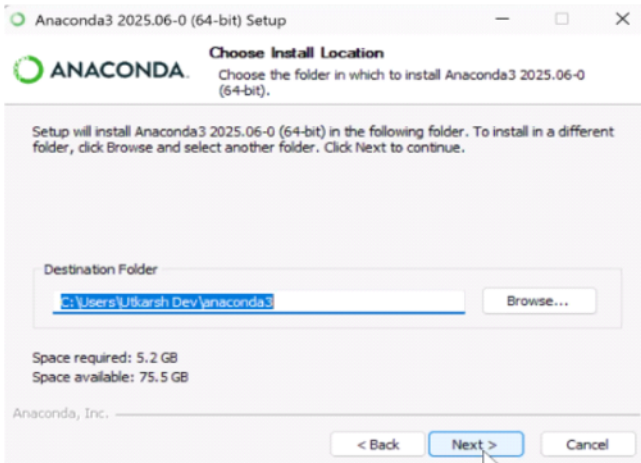 Anaconda3 2025.06-0 (64-bit) Setup
ANACONDA.
Choose Install Location
Choose the folder in which to install Anaconda3 2025.06-0
(64-bit).
Setup will install Anaconda3 2025.06-0 (64-bit) in the following folder. To install in a different
folder, click Browse and select another folder. Click Next to continue.
Destination Folder
C:\Users\Utkarsh Dev\anaconda3
Browse...
Space required: 5.2 GB
Space available: 75.5 GB
Anaconda, Inc.
< Back
Next >
Cancel